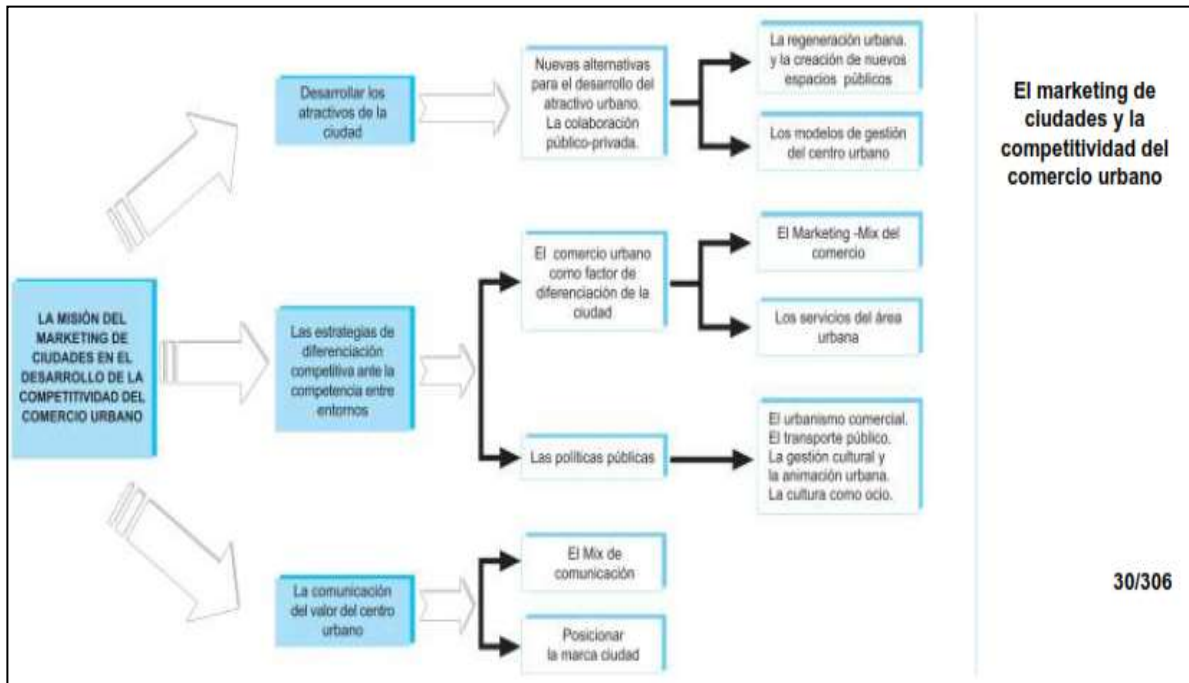 Desarrollar los
atractivos de la
ciudad
Nuevas alternativas
para el desarrollo del
atractivo urbano.
La colaboración
público-privada.
La regeneración urbana.
y la creación de nuevos
espacios públicos
Los modelos de gestión
del centro urbano
LA MISIÓN DEL
MARKETING DE
CIUDADES EN EL
DESARROLLO DE LA
COMPETITIVIDAD DEL
COMERCIO URBANO
Las estrategias de
diferenciación
competitiva ante la
competencia entre
entornos
El comercio urbano
como factor de
diferenciación de la
ciudad
El Marketing -Mix del
comercio
Los servicios del área
urbana
Las políticas públicas
El urbanismo comercial.
El transporte público.
La gestión cultural y
la animación urbana.
La cultura como ocio.
La comunicación
del valor del centro
urbano
El Mix de
comunicación
Posicionar
la marca ciudad
El marketing de
ciudades y la
competitividad del
comercio urbano
30/306